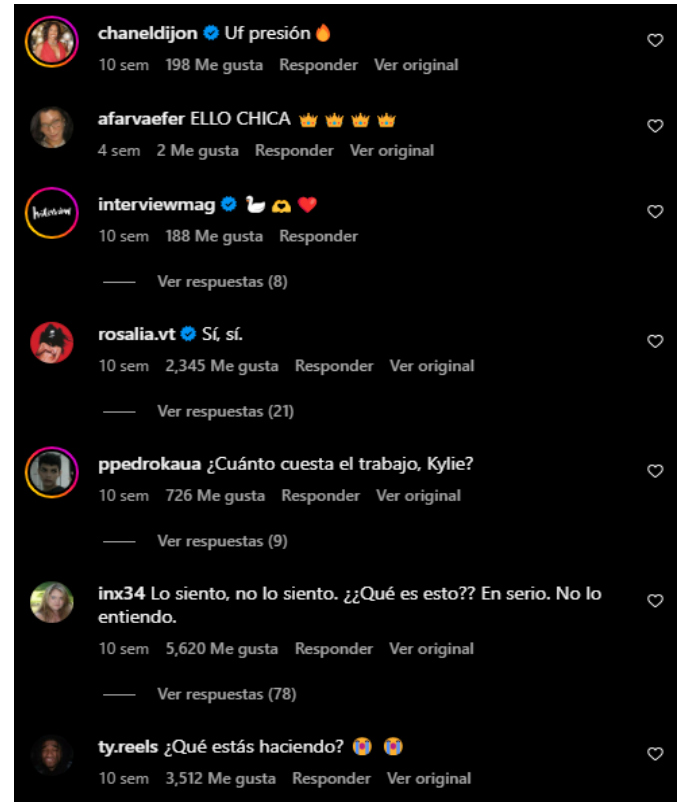 chaneldijon Uf presión 🔥
10 sem 198 Me gusta Responder Ver original
afarvaefer ELLO CHICA 👑 👑 👑 👑
4 sem 2 Me gusta Responder Ver original
interviewmag 🦢 🫶 ❤️
10 sem 188 Me gusta Responder
Ver respuestas (8)
rosalia.vt Sí, sí.
10 sem 2,345 Me gusta Responder Ver original
Ver respuestas (21)
ppedrokaua ¿Cuánto cuesta el trabajo, Kylie?
10 sem 726 Me gusta Responder Ver original
Ver respuestas (9)
inx34 Lo siento, no lo siento. ¿¿Qué es esto?? En serio. No lo
entiendo.
10 sem 5,620 Me gusta Responder Ver original
Ver respuestas (78)
ty.reels ¿Qué estás haciendo? 😭 😭
10 sem 3,512 Me gusta Responder Ver original